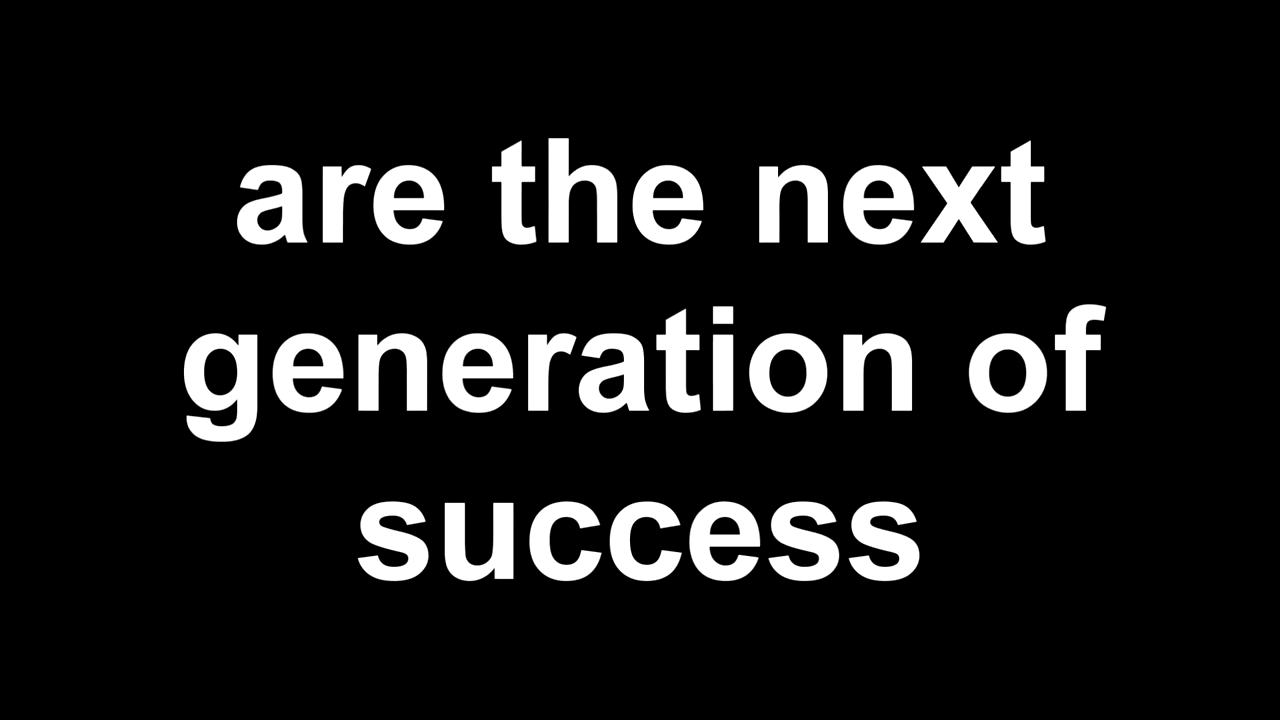 are the next
generation of
success